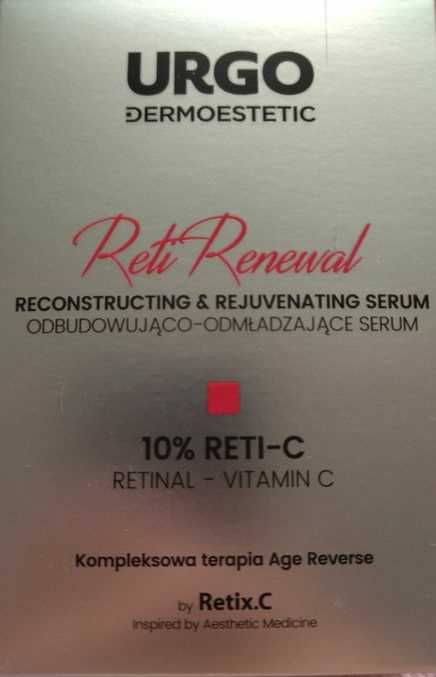 URGO
DERMOESTETIC
Reti Renewal
RECONSTRUCTING & REJUVENATING SERUM
ODBUDOWUJĄCO-ODMŁADZAJĄCE SERUM
10% RETI-C
RETINAL - VITAMIN C
Kompleksowa terapia Age Reverse
by Retix.C
Inspired by Aesthetic Medicine